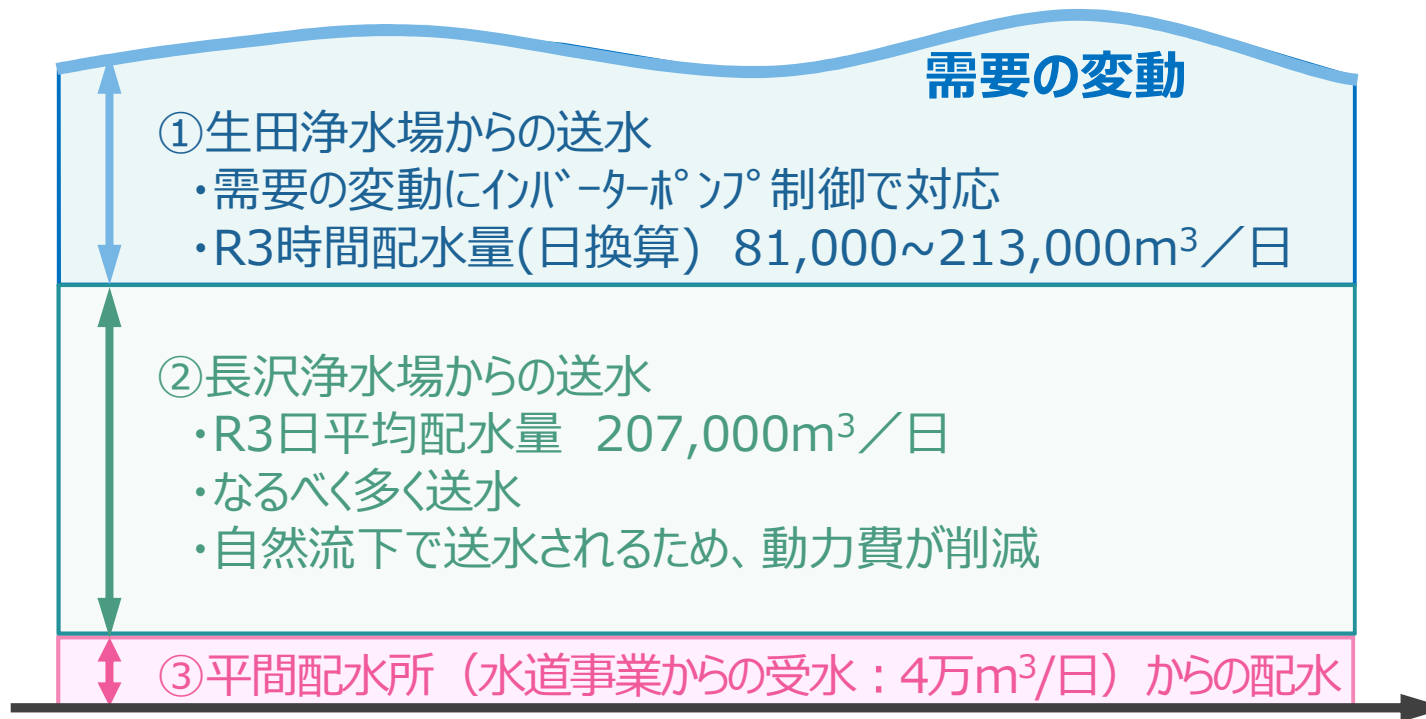 需要の変動
①生田浄水場からの送水
・需要の変動にｲﾝﾊﾞｰﾀｰﾎﾟﾝﾌﾟ制御で対応
・R3時間配水量(日換算) 81,000~213,000m³／日
②長沢浄水場からの送水
・R3日平均配水量 207,000m³／日
・なるべく多く送水
・自然流下で送水されるため、動力費が削減
③平間配水所（水道事業からの受水：4万m³/日）からの配水